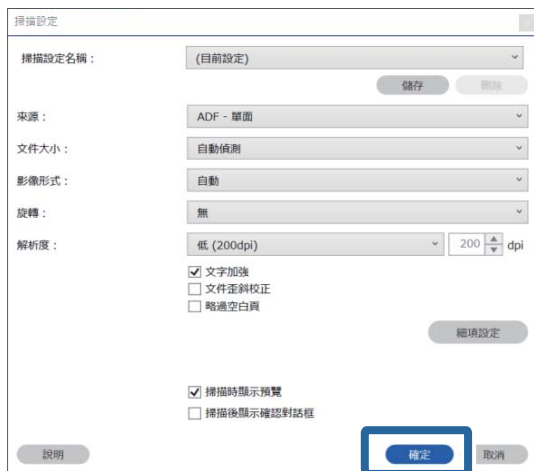 掃描設定
掃描設定名稱： (目前設定)
儲存 刪除
來源： ADF - 單面
文件大小： 自動偵測
影像形式： 自動
旋轉： 無
解析度： 低 (200dpi) 200 dpi
文字加強
文件歪斜校正
略過空白頁
細項設定
掃描時顯示預覽
掃描後顯示確認對話框
說明 確定 取消